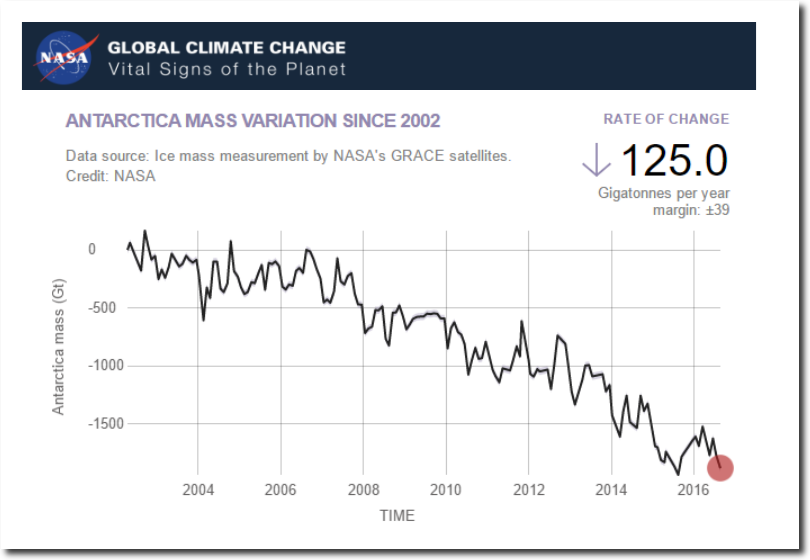 NASA
GLOBAL CLIMATE CHANGE
Vital Signs of the Planet
ANTARCTICA MASS VARIATION SINCE 2002
Data source: Ice mass measurement by NASA's GRACE satellites.
Credit: NASA
RATE OF CHANGE
↓ 125.0
Gigatonnes per year
margin: ±39
Antarctica mass (Gt)
0
-500
-1000
-1500
2004 2006 2008 2010 2012 2014 2016
TIME